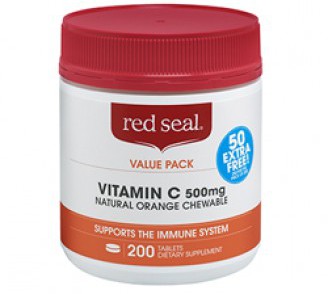 red seal
VALUE PACK
50
EXTRA
FREE!
VITAMIN C 500mg
NATURAL ORANGE CHEWABLE
SUPPORTS THE IMMUNE SYSTEM
200 TABLETS
DIETARY SUPPLEMENT